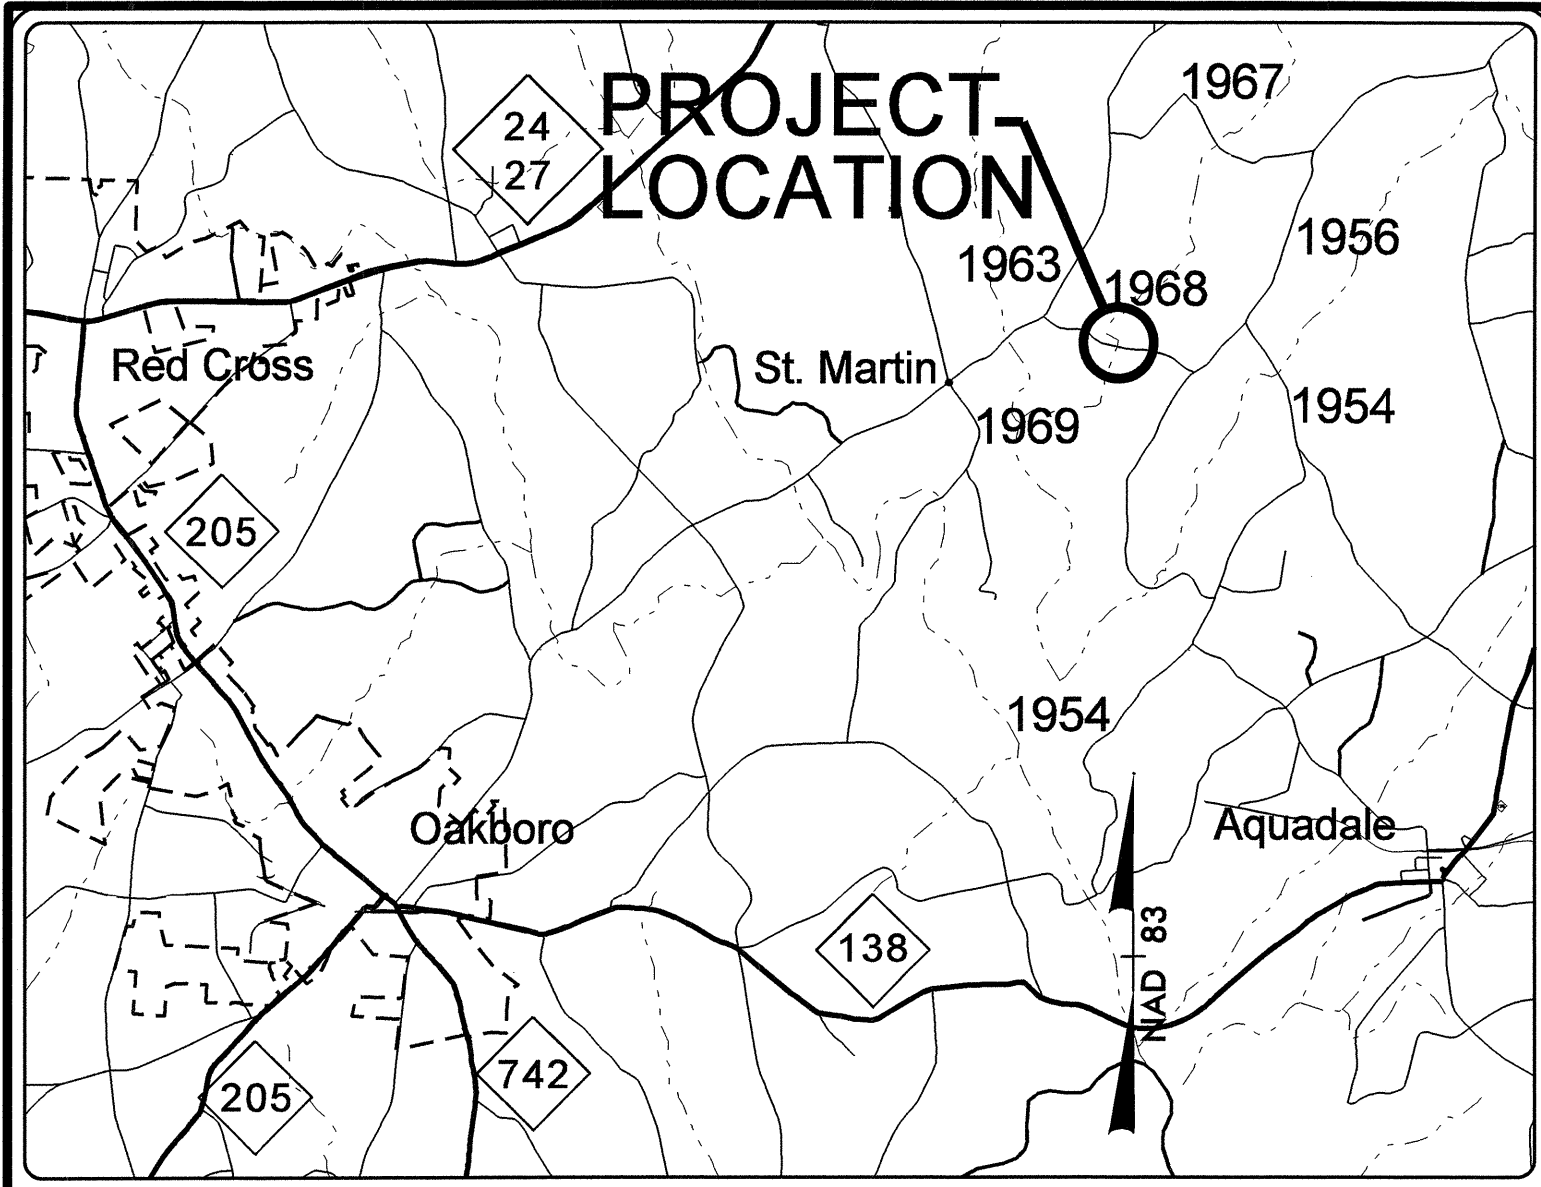 1967
PROJECT
LOCATION
24
27
1956
1963
1968
Red Cross
St. Martin
1954
1969
205
1954
Oakboro
Aquadale
138
NAD 83
742
205